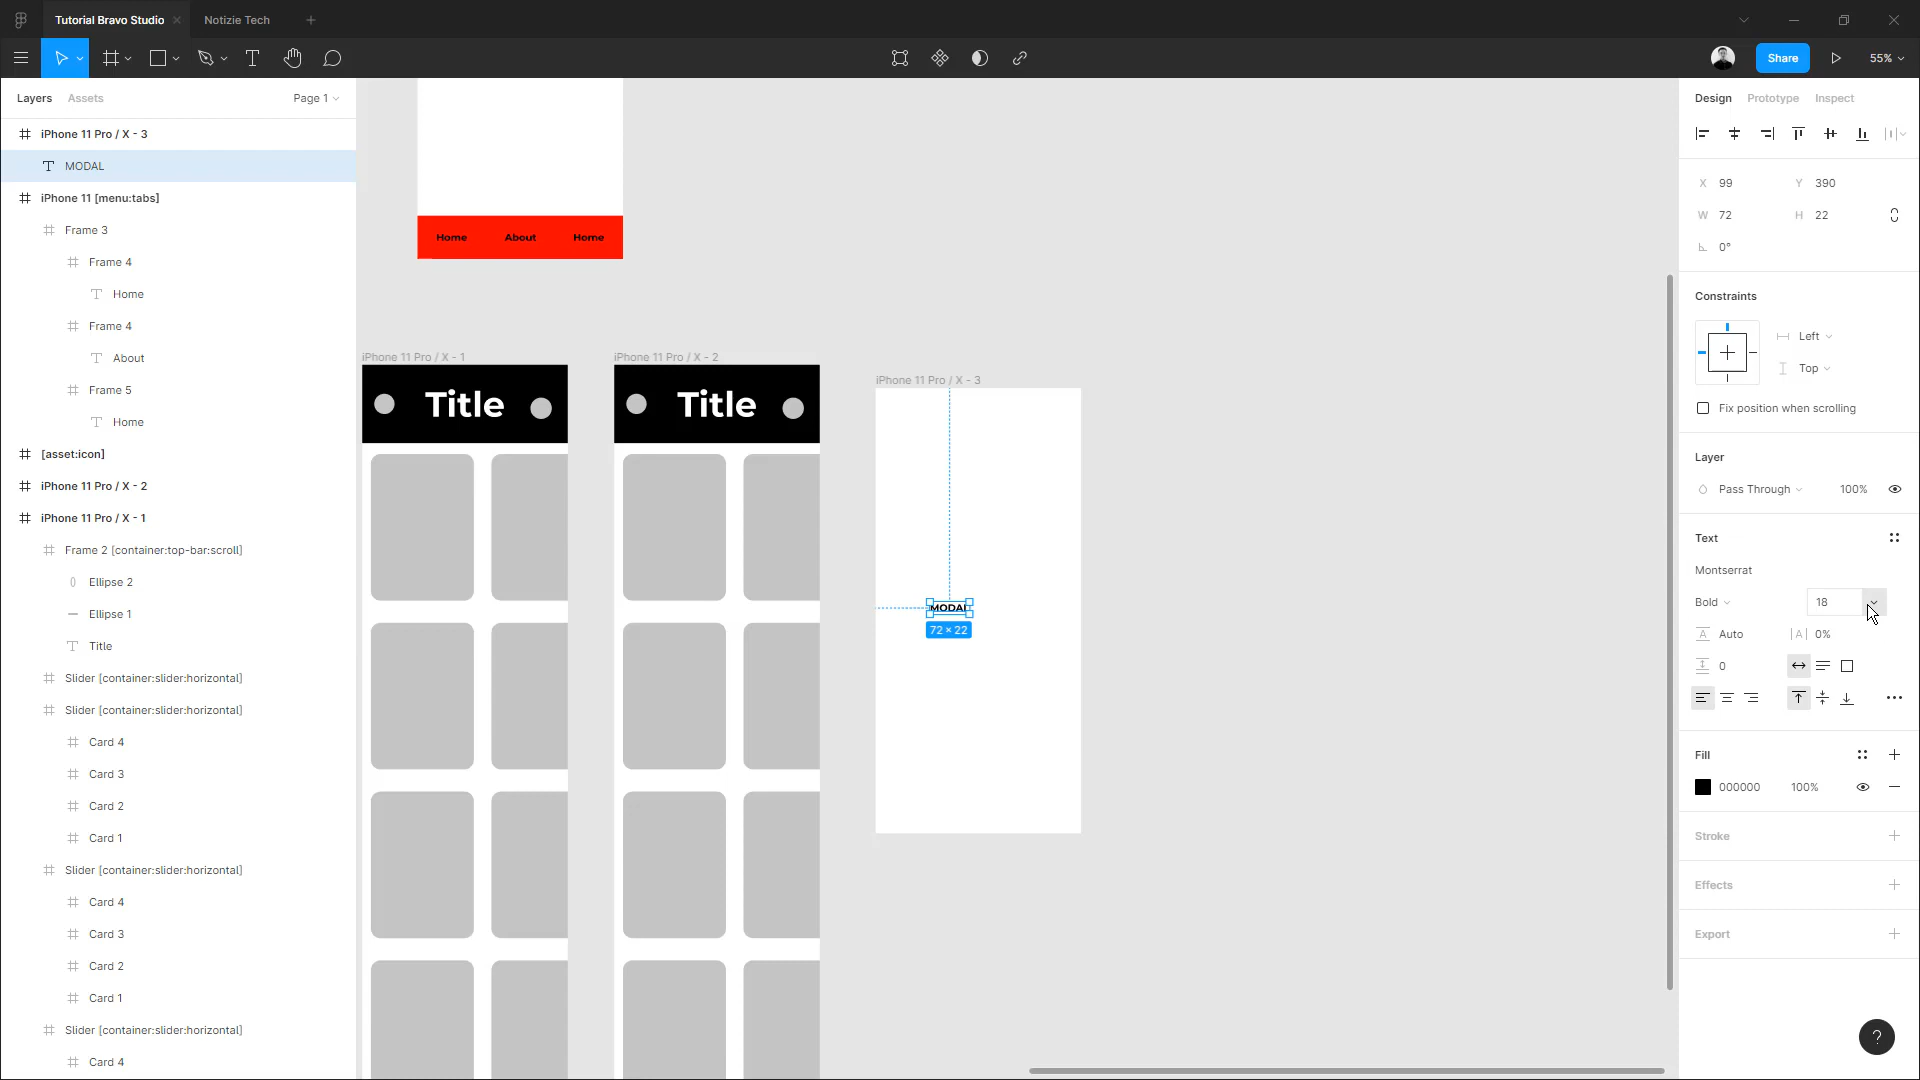 Tutorial Bravo Studio
Notizie Tech
Share
55%
Layers
Assets
Page 1
iPhone 11 Pro / X - 3
MODAL
iPhone 11 [menu:tabs]
Frame 3
Frame 4
Home
Frame 4
About
Frame 5
Home
[asset:icon]
iPhone 11 Pro / X - 2
iPhone 11 Pro / X - 1
Frame 2 [container:top-bar:scroll]
Ellipse 2
Ellipse 1
Title
Slider [container:slider:horizontal]
Slider [container:slider:horizontal]
Card 4
Card 3
Card 2
Card 1
Slider [container:slider:horizontal]
Card 4
Card 3
Card 2
Card 1
Slider [container:slider:horizontal]
Card 4
Home About Home
iPhone 11 Pro / X - 1
Title
iPhone 11 Pro / X - 2
Title
iPhone 11 Pro / X - 3
MODAL
72 × 22
Design Prototype Inspect
X 99 Y 390
W 72 H 22
0°
Constraints
Left
Top
Fix position when scrolling
Layer
Pass Through 100%
Text
Montserrat
Bold 18
A Auto |A| 0%
0
Fill
000000 100%
Stroke
Effects
Export
?